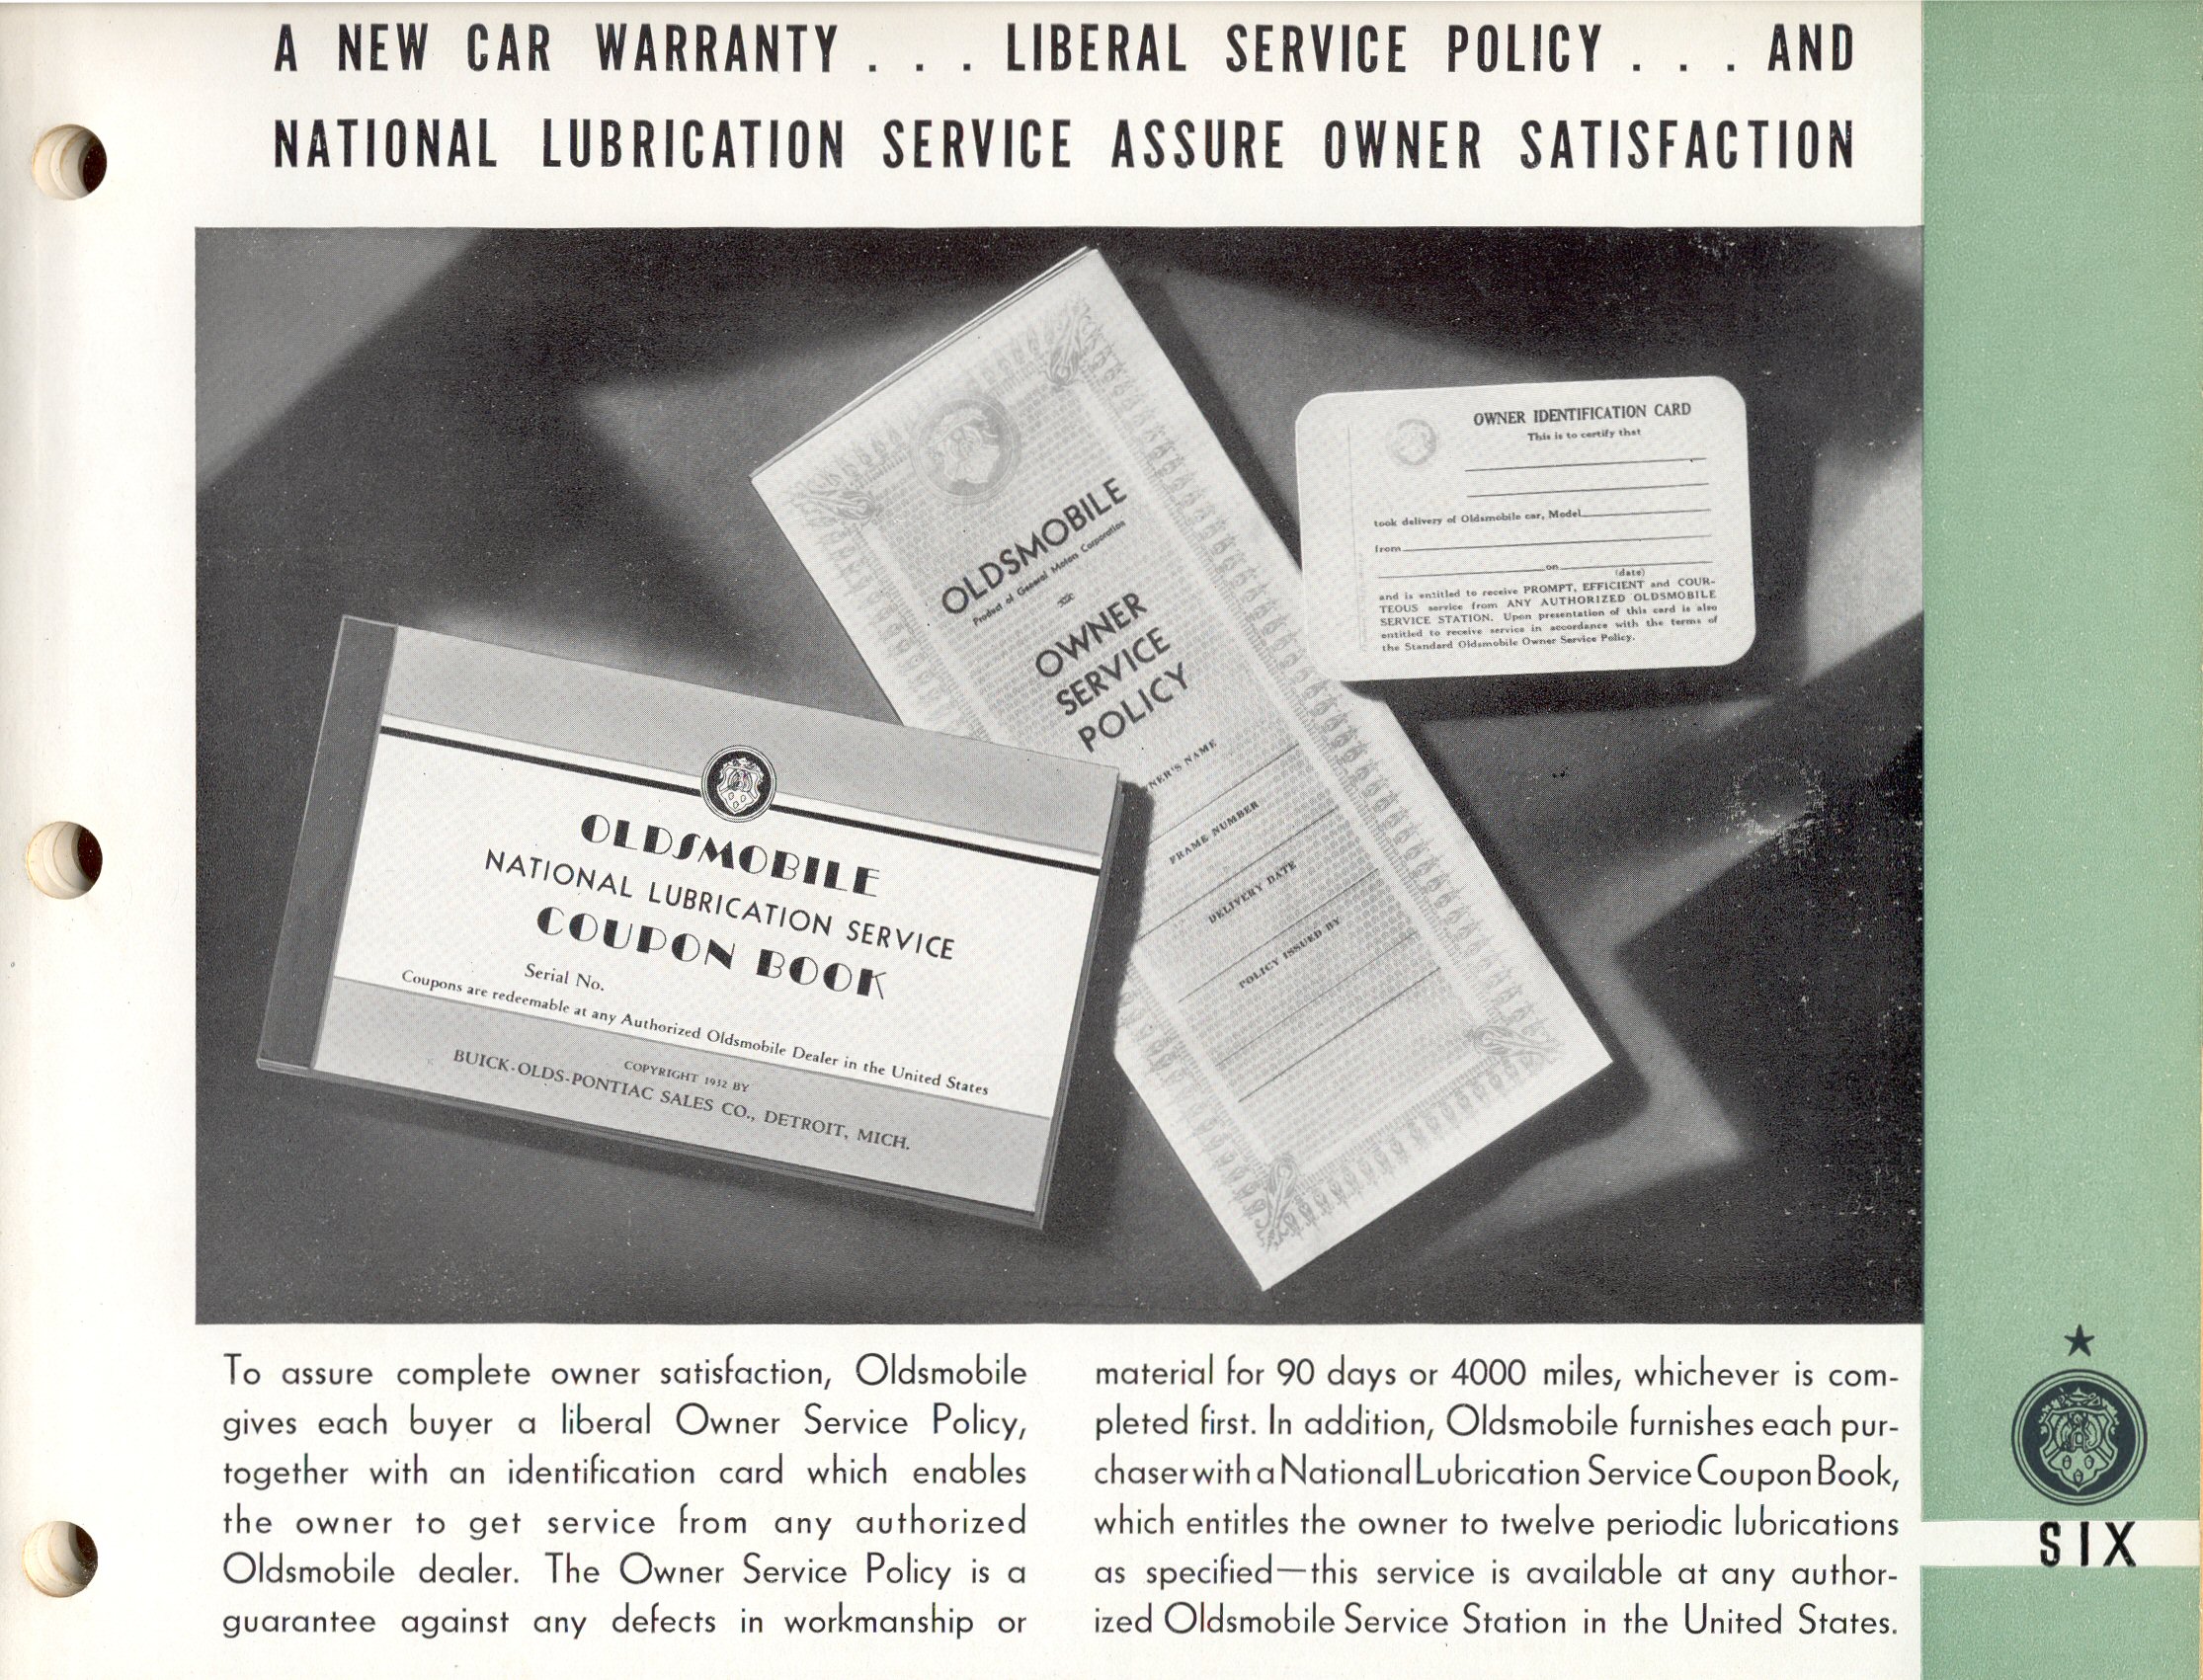 A NEW CAR WARRANTY . . . LIBERAL SERVICE POLICY . . . AND
NATIONAL LUBRICATION SERVICE ASSURE OWNER SATISFACTION
OLDSMOBILE
Product of General Motors Corporation
OWNER
SERVICE
POLICY
NER'S NAME
FRAME NUMBER
DELIVERY DATE
POLICY ISSUED BY
OWNER IDENTIFICATION CARD
This is to certify that
took delivery of Oldsmobile car, Model
from
on
(date)
and is entitled to receive PROMPT, EFFICIENT and COUR-
TEOUS service from ANY AUTHORIZED OLDSMOBILE
SERVICE STATION. Upon presentation of this card is also
entitled to receive service in accordance with the terms of
the Standard Oldsmobile Owner Service Policy.
OLDSMOBILE
NATIONAL LUBRICATION SERVICE
COUPON BOOK
Serial No.
Coupons are redeemable at any Authorized Oldsmobile Dealer in the United States
COPYRIGHT 1932 BY
BUICK-OLDS-PONTIAC SALES CO., DETROIT, MICH.
To assure complete owner satisfaction, Oldsmobile
gives each buyer a liberal Owner Service Policy,
together with an identification card which enables
the owner to get service from any authorized
Oldsmobile dealer. The Owner Service Policy is a
guarantee against any defects in workmanship or
material for 90 days or 4000 miles, whichever is com-
pleted first. In addition, Oldsmobile furnishes each pur-
chaser with a National Lubrication Service Coupon Book,
which entitles the owner to twelve periodic lubrications
as specified—this service is available at any author-
ized Oldsmobile Service Station in the United States.
SIX